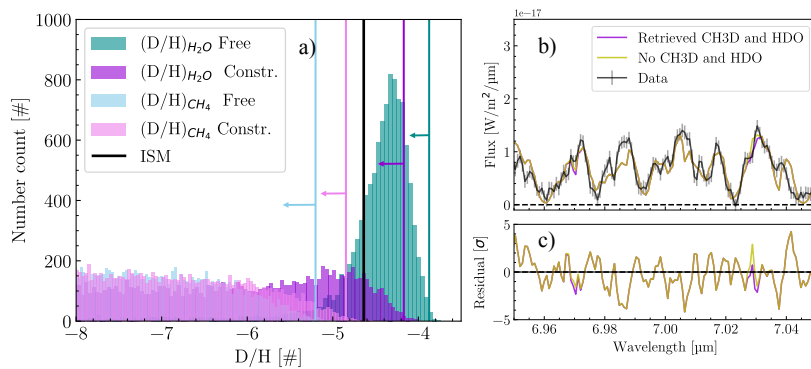 1000
800
600
400
200
0
Number count [#]
(D/H)H2O Free
(D/H)H2O Constr.
(D/H)CH4 Free
(D/H)CH4 Constr.
ISM
a)
−8
−7
−6
−5
−4
D/H [#]
1e−17
b)
Retrieved CH3D and HDO
No CH3D and HDO
Data
3
2
1
0
Flux [W/m²/μm]
c)
5
0
−5
Residual [σ]
6.96
6.98
7.00
7.02
7.04
Wavelength [μm]